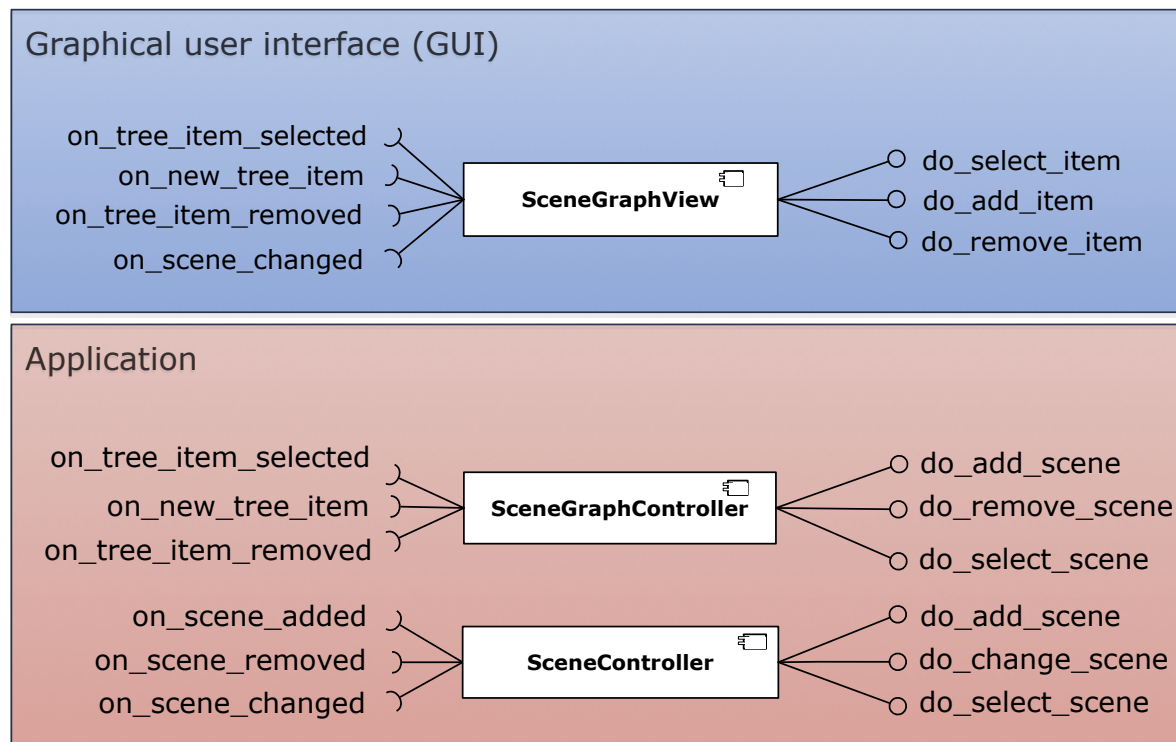 Graphical user interface (GUI)
on_tree_item_selected
on_new_tree_item
on_tree_item_removed
on_scene_changed
SceneGraphView
do_select_item
do_add_item
do_remove_item
Application
on_tree_item_selected
on_new_tree_item
on_tree_item_removed
SceneGraphController
do_add_scene
do_remove_scene
do_select_scene
on_scene_added
on_scene_removed
on_scene_changed
SceneController
do_add_scene
do_change_scene
do_select_scene